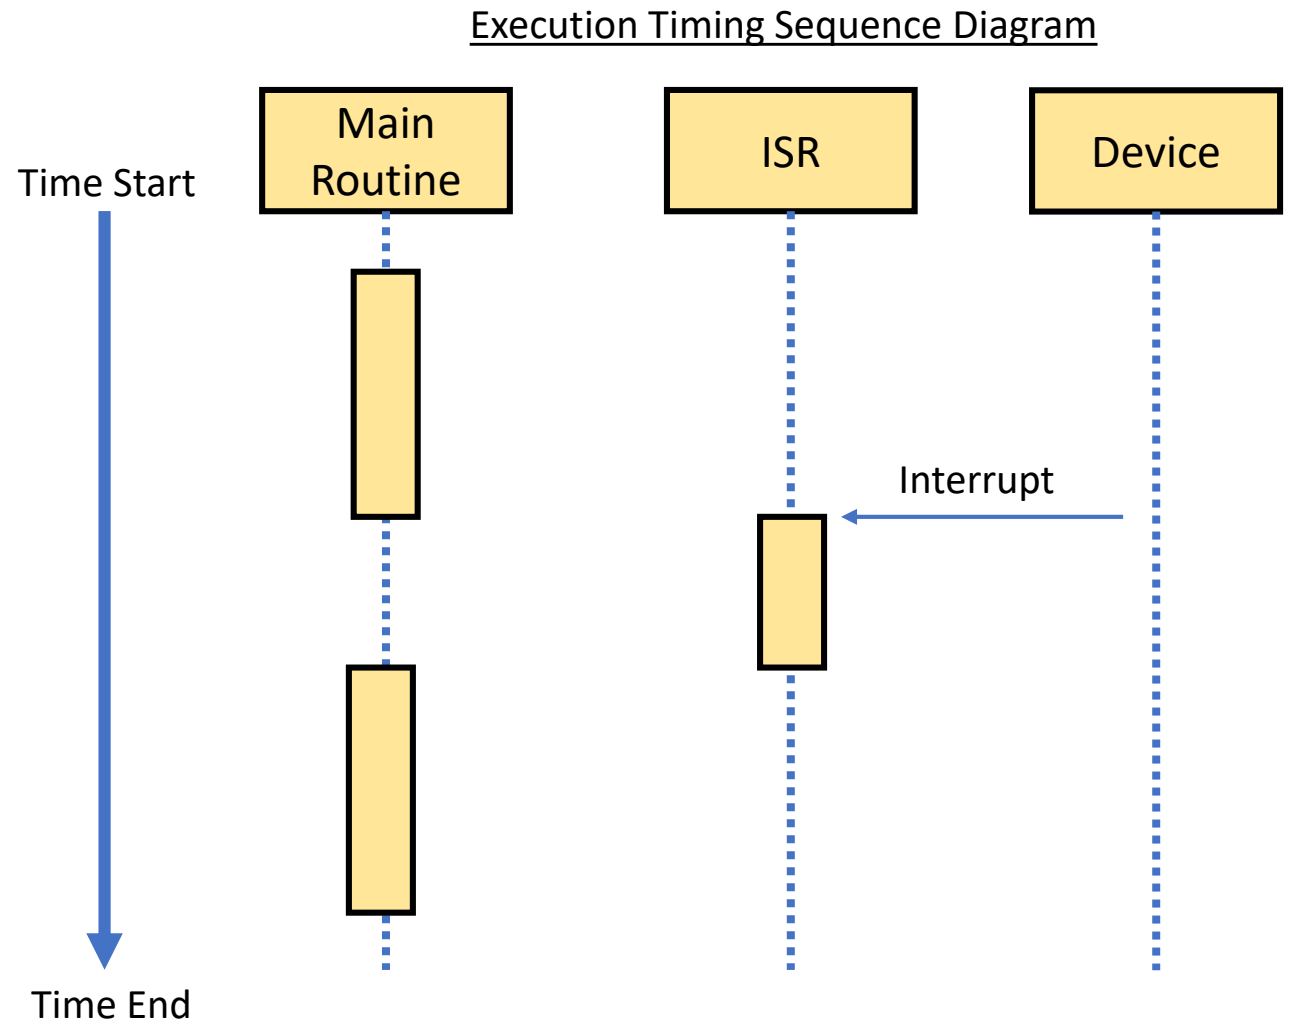 Execution Timing Sequence Diagram
Main
Routine
ISR
Device
Time Start
Interrupt
Time End